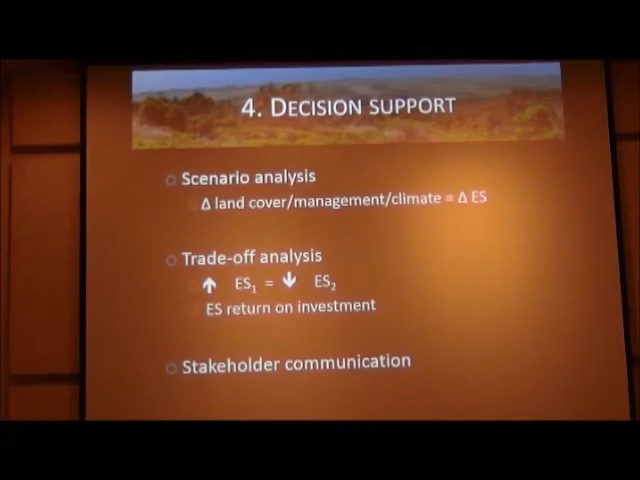 4. DECISION SUPPORT
Scenario analysis
Δ land cover/management/climate = Δ ES
Trade-off analysis
↑ ES₁ = ↓ ES₂
ES return on investment
Stakeholder communication